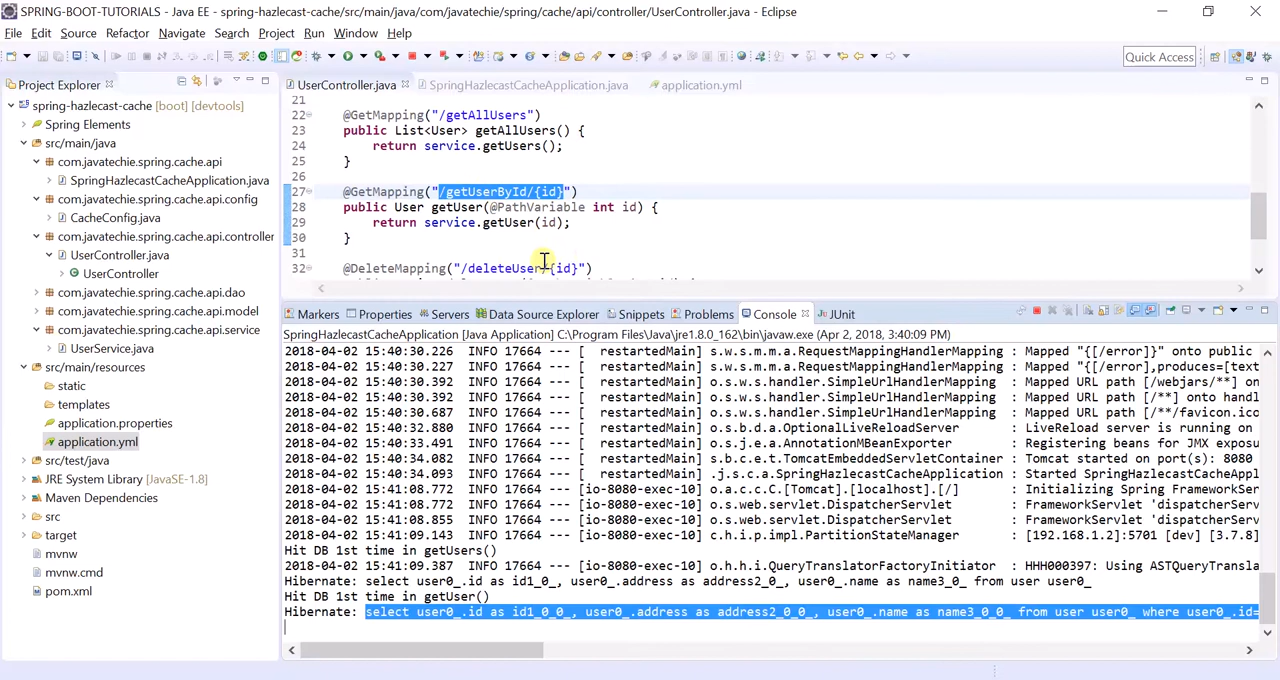 SPRING-BOOT-TUTORIALS - Java EE - spring-hazlecast-cache/src/main/java/com/javatechie/spring/cache/api/controller/UserController.java - Eclipse
File Edit Source Refactor Navigate Search Project Run Window Help
Quick Access
Project Explorer
spring-hazlecast-cache [boot] [devtools]
Spring Elements
src/main/java
com.javatechie.spring.cache.api
SpringHazlecastCacheApplication.java
com.javatechie.spring.cache.api.config
CacheConfig.java
com.javatechie.spring.cache.api.controller
UserController.java
UserController
com.javatechie.spring.cache.api.dao
com.javatechie.spring.cache.api.model
com.javatechie.spring.cache.api.service
UserService.java
src/main/resources
static
templates
application.properties
application.yml
src/test/java
JRE System Library [JavaSE-1.8]
Maven Dependencies
src
target
mvnw
mvnw.cmd
pom.xml
UserController.java SpringHazlecastCacheApplication.java application.yml
21
22 @GetMapping("/getAllUsers")
23 public List<User> getAllUsers() {
24 return service.getUsers();
25 }
26
27 @GetMapping("/getUserById/{id}")
28 public User getUser(@PathVariable int id) {
29 return service.getUser(id);
30 }
31
32 @DeleteMapping("/deleteUser/{id}")
Markers Properties Servers Data Source Explorer Snippets Problems Console JUnit
SpringHazlecastCacheApplication [Java Application] C:\Program Files\Java\jre1.8.0_162\bin\javaw.exe (Apr 2, 2018, 3:40:09 PM)
2018-04-02 15:40:30.226 INFO 17664 --- [ restartedMain] s.w.s.m.m.a.RequestMappingHandlerMapping : Mapped "{[/error]}" onto public
2018-04-02 15:40:30.227 INFO 17664 --- [ restartedMain] s.w.s.m.m.a.RequestMappingHandlerMapping : Mapped "{[/error],produces=[text
2018-04-02 15:40:30.392 INFO 17664 --- [ restartedMain] o.s.w.s.handler.SimpleUrlHandlerMapping : Mapped URL path [/webjars/**] on
2018-04-02 15:40:30.392 INFO 17664 --- [ restartedMain] o.s.w.s.handler.SimpleUrlHandlerMapping : Mapped URL path [/**] onto handl
2018-04-02 15:40:30.687 INFO 17664 --- [ restartedMain] o.s.w.s.handler.SimpleUrlHandlerMapping : Mapped URL path [/**/favicon.ico
2018-04-02 15:40:32.880 INFO 17664 --- [ restartedMain] o.s.b.d.a.OptionalLiveReloadServer : LiveReload server is running on
2018-04-02 15:40:33.491 INFO 17664 --- [ restartedMain] o.s.j.e.a.AnnotationMBeanExporter : Registering beans for JMX exposu
2018-04-02 15:40:34.082 INFO 17664 --- [ restartedMain] s.b.c.e.t.TomcatEmbeddedServletContainer : Tomcat started on port(s): 8080
2018-04-02 15:40:34.093 INFO 17664 --- [ restartedMain] .j.s.c.a.SpringHazlecastCacheApplication : Started SpringHazlecastCacheAppl
2018-04-02 15:41:08.772 INFO 17664 --- [io-8080-exec-10] o.a.c.c.C.[Tomcat].[localhost].[/] : Initializing Spring FrameworkSer
2018-04-02 15:41:08.772 INFO 17664 --- [io-8080-exec-10] o.s.web.servlet.DispatcherServlet : FrameworkServlet 'dispatcherServ
2018-04-02 15:41:08.855 INFO 17664 --- [io-8080-exec-10] o.s.web.servlet.DispatcherServlet : FrameworkServlet 'dispatcherServ
2018-04-02 15:41:09.143 INFO 17664 --- [io-8080-exec-10] c.h.i.p.impl.PartitionStateManager : [192.168.1.2]:5701 [dev] [3.7.8]
Hit DB 1st time in getUsers()
2018-04-02 15:41:09.387 INFO 17664 --- [io-8080-exec-10] o.h.h.i.QueryTranslatorFactoryInitiator : HHH000397: Using ASTQueryTransla
Hibernate: select user0_.id as id1_0_, user0_.address as address2_0_, user0_.name as name3_0_ from user user0_
Hit DB 1st time in getUser()
Hibernate: select user0_.id as id1_0_0_, user0_.address as address2_0_0_, user0_.name as name3_0_0_ from user user0_ where user0_.id=